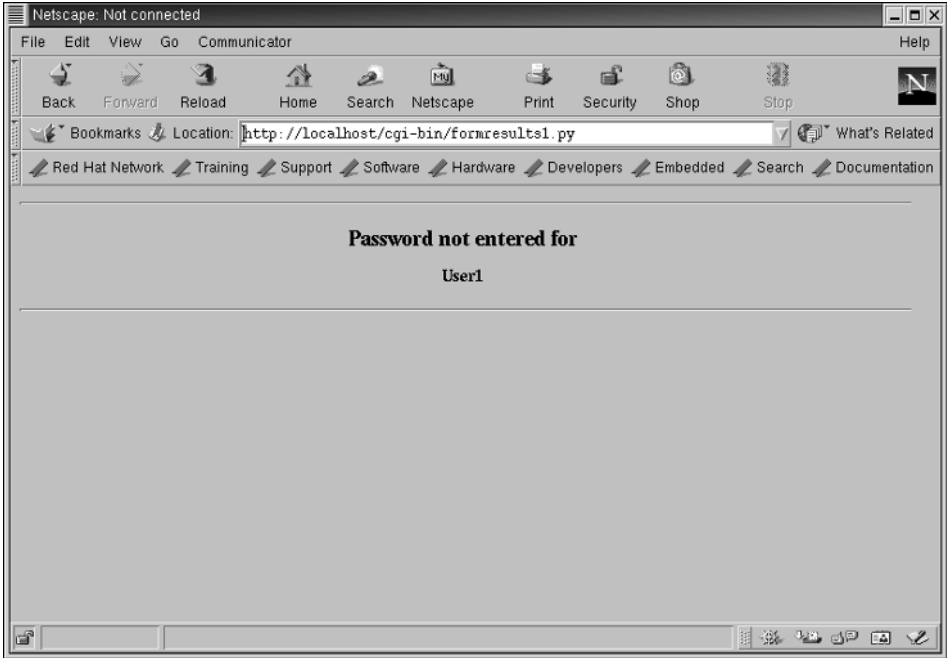 Netscape: Not connected
File Edit View Go Communicator Help
My
N
Back Forward Reload Home Search Netscape Print Security Shop Stop
Bookmarks Location: http://localhost/cgi-bin/formresults1.py What's Related
Red Hat Network Training Support Software Hardware Developers Embedded Search Documentation
Password not entered for
User1